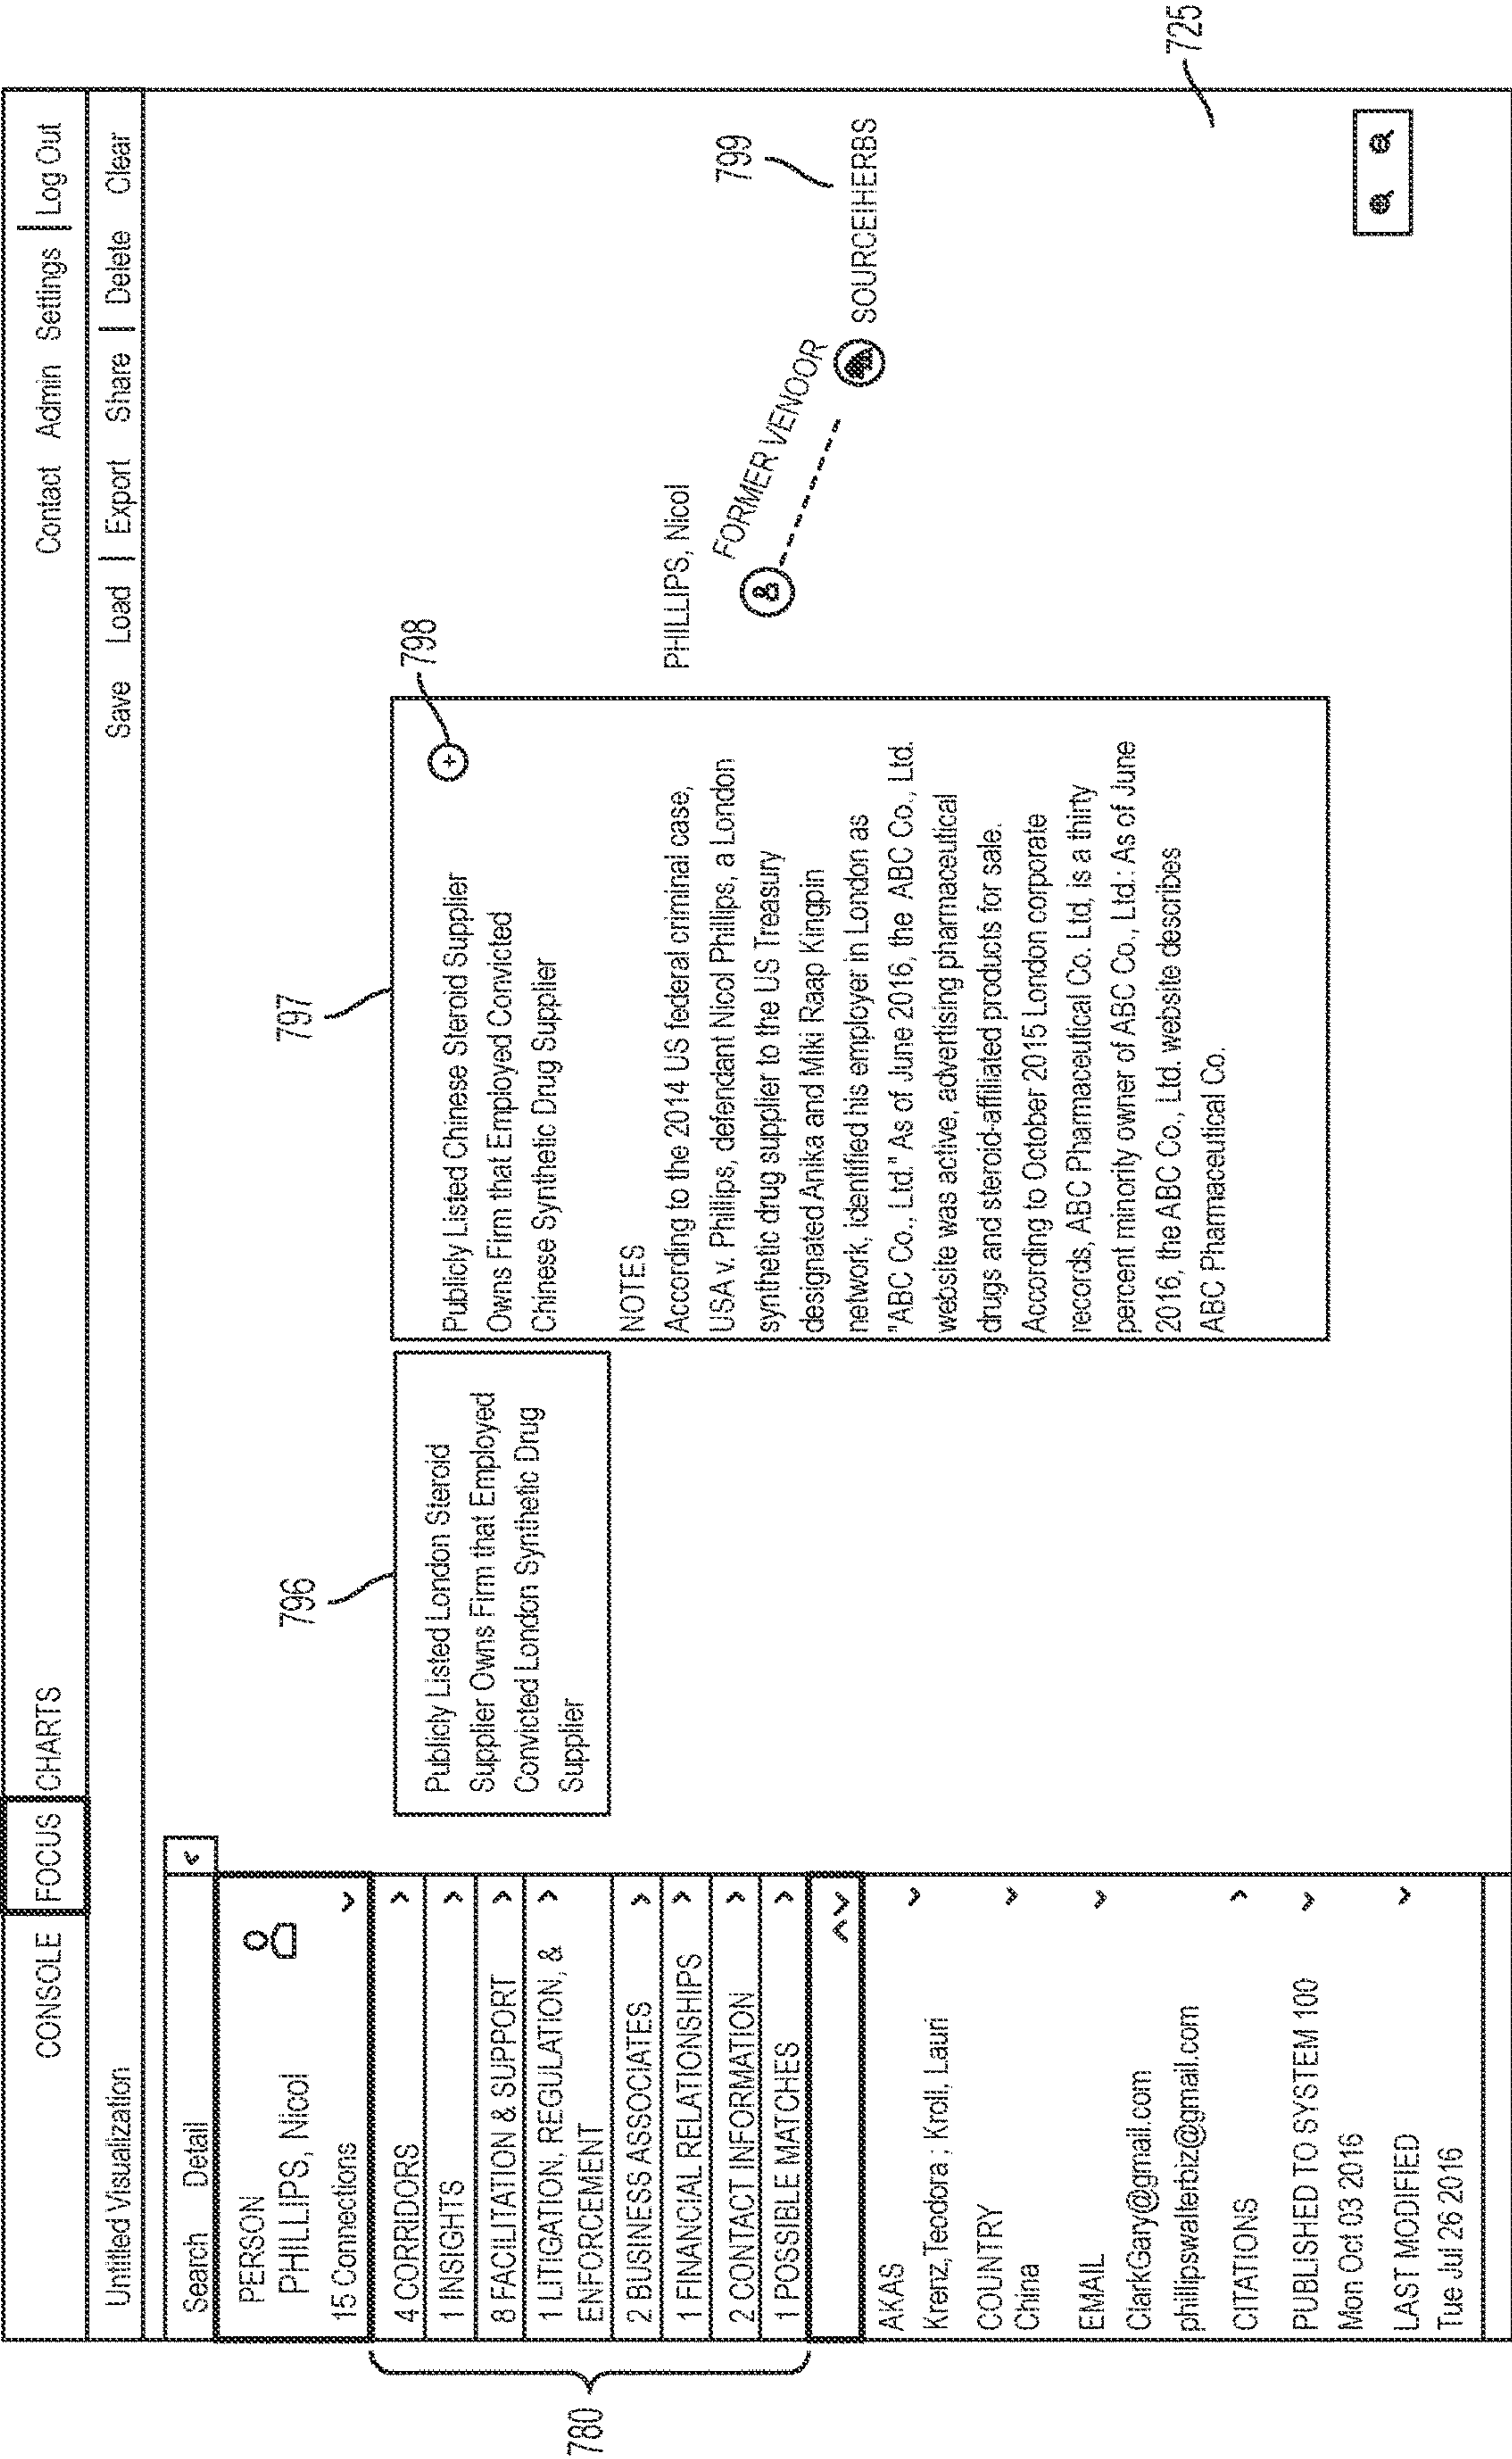 CONSOLE FOCUS CHARTS Contact Admin Settings | Log Out
Untitled Visualization Save Load | Export Share | Delete Clear
Search Detail
PERSON
PHILLIPS, Nicol
15 Connections
4 CORRIDORS
1 INSIGHTS
8 FACILITATION & SUPPORT
1 LITIGATION, REGULATION, &
ENFORCEMENT
2 BUSINESS ASSOCIATES
1 FINANCIAL RELATIONSHIPS
2 CONTACT INFORMATION
1 POSSIBLE MATCHES
780
AKAS
Krenz,Teodora ; Kroll, Lauri
COUNTRY
China
EMAIL
ClarkGary@gmail.com
phillipswalterbiz@gmail.com
CITATIONS
PUBLISHED TO SYSTEM 100
Mon Oct 03 2016
LAST MODIFIED
Tue Jul 26 2016
796
Publicly Listed London Steroid
Supplier Owns Firm that Employed
Convicted London Synthetic Drug
Supplier
797
798
+
Publicly Listed Chinese Steroid Supplier
Owns Firm that Employed Convicted
Chinese Synthetic Drug Supplier
NOTES
According to the 2014 US federal criminal case,
USA v. Phillips, defendant Nicol Phillips, a London
synthetic drug supplier to the US Treasury
designated Anika and Miki Raap Kingpin
network, identified his employer in London as
"ABC Co., Ltd." As of June 2016, the ABC Co., Ltd.
website was active, advertising pharmaceutical
drugs and steroid-affiliated products for sale.
According to October 2015 London corporate
records, ABC Pharmaceutical Co. Ltd, is a thirty
percent minority owner of ABC Co., Ltd.: As of June
2016, the ABC Co., Ltd. website describes
ABC Pharmaceutical Co.
PHILLIPS, Nicol
FORMER VENOOR
799
SOURCEIHERBS
725